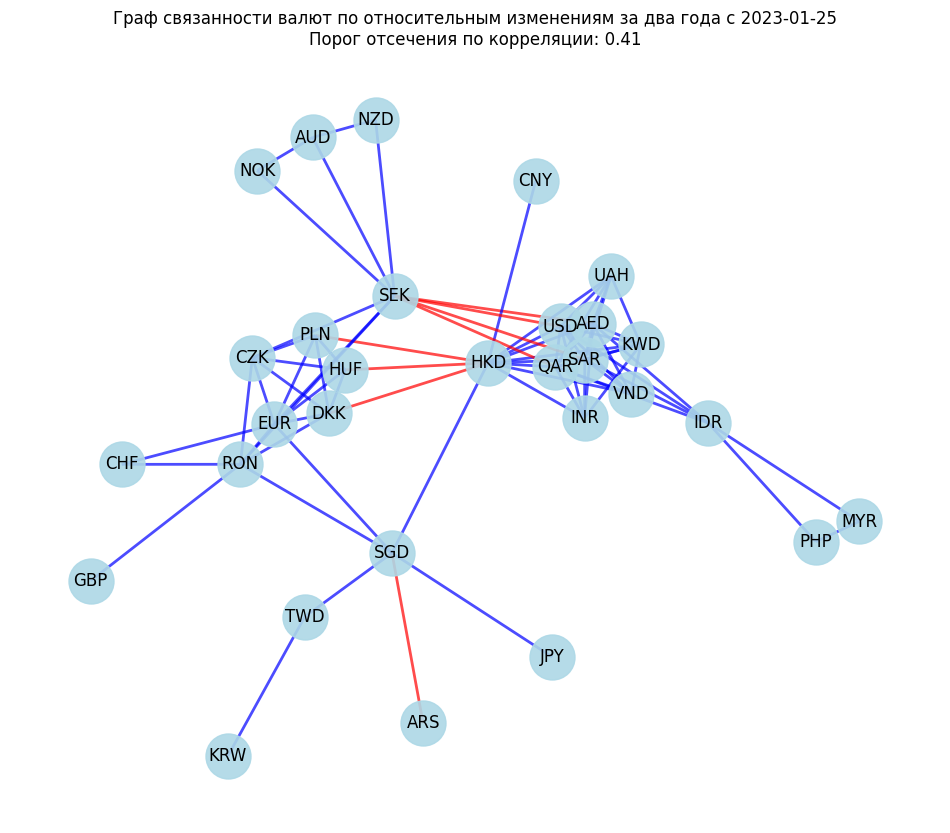 Граф связанности валют по относительным изменениям за два года с 2023-01-25
Порог отсечения по корреляции: 0.41
NZD
AUD
NOK
CNY
UAH
SEK
USD
AED
PLN
KWD
CZK
HKD
SAR
QAR
HUF
VND
DKK
INR
EUR
IDR
CHF
RON
MYR
PHP
SGD
GBP
TWD
JPY
ARS
KRW